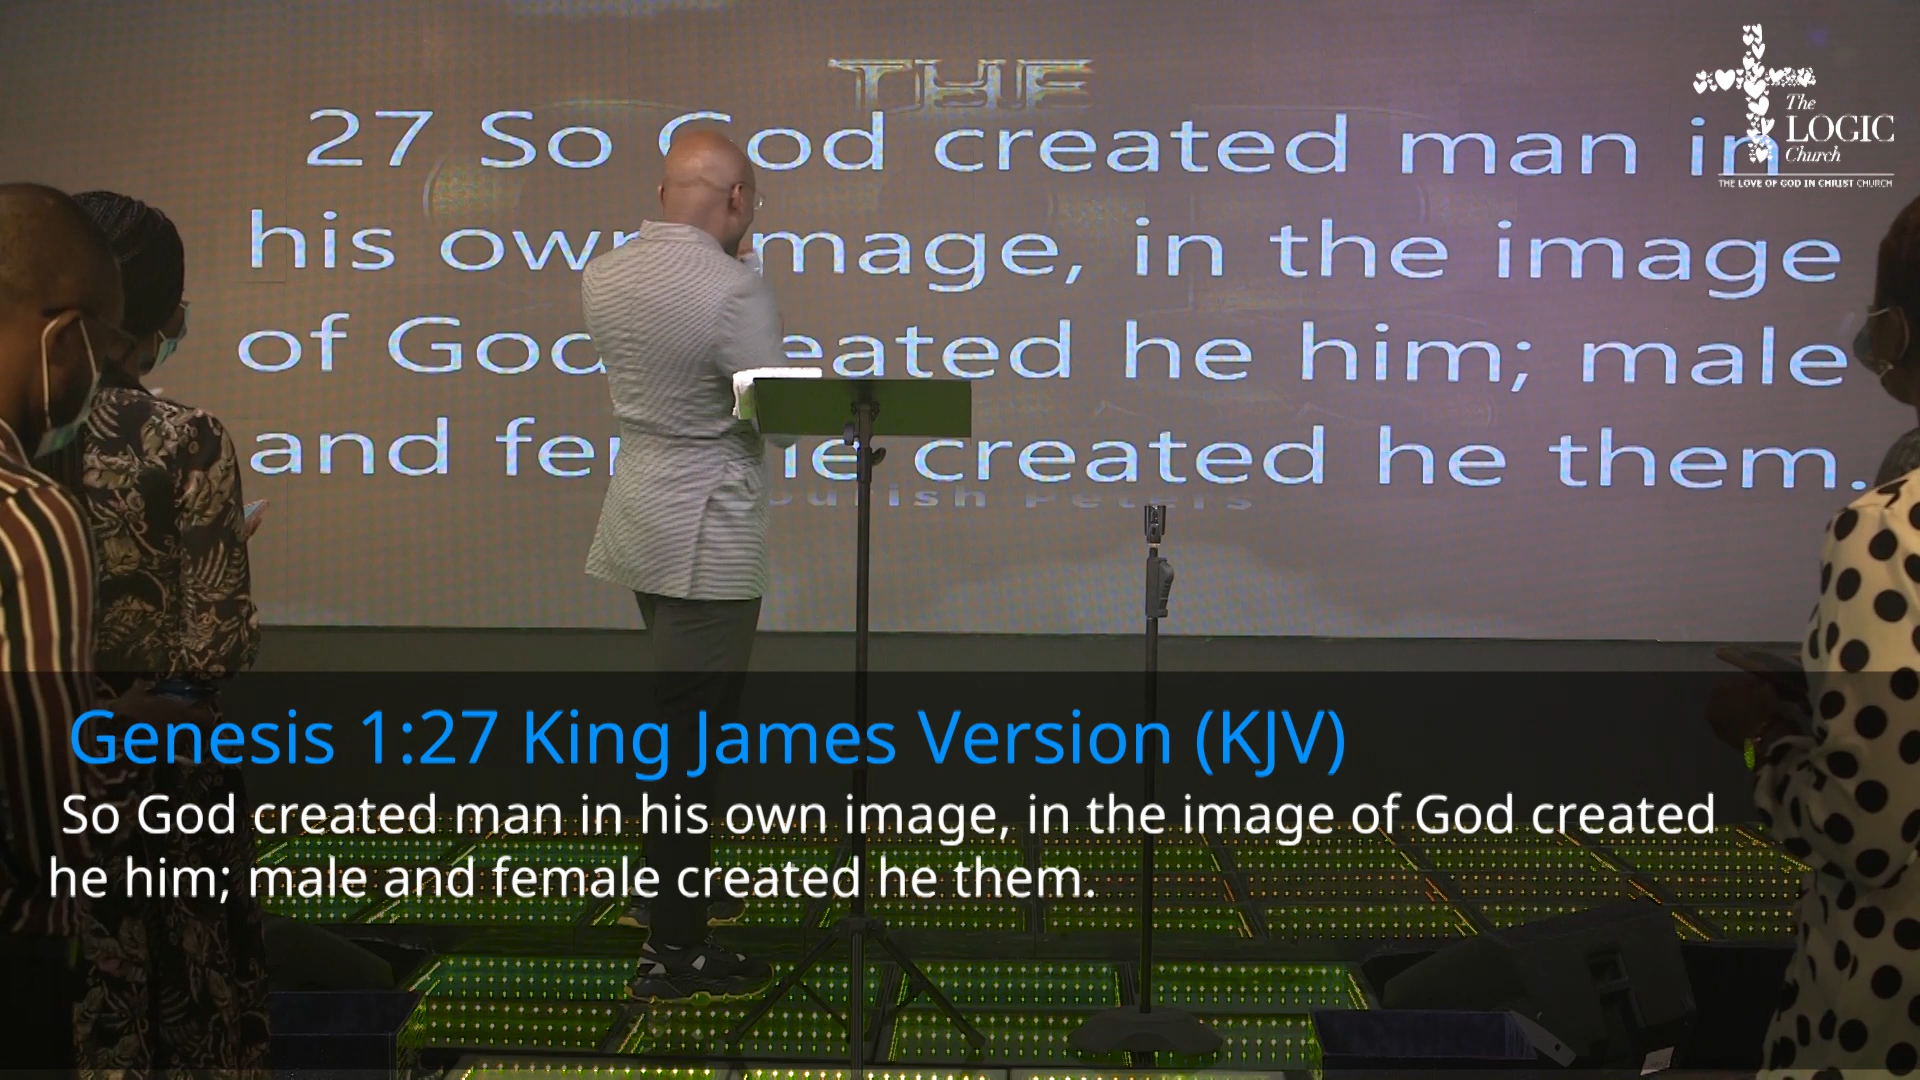 THE
27 So God created man in
his own image, in the image
of God created he him; male
and female created he them.
Peters
The
LOGIC
Church
THE LOVE OF GOD IN CHRIST CHURCH
Genesis 1:27 King James Version (KJV)
So God created man in his own image, in the image of God created
he him; male and female created he them.